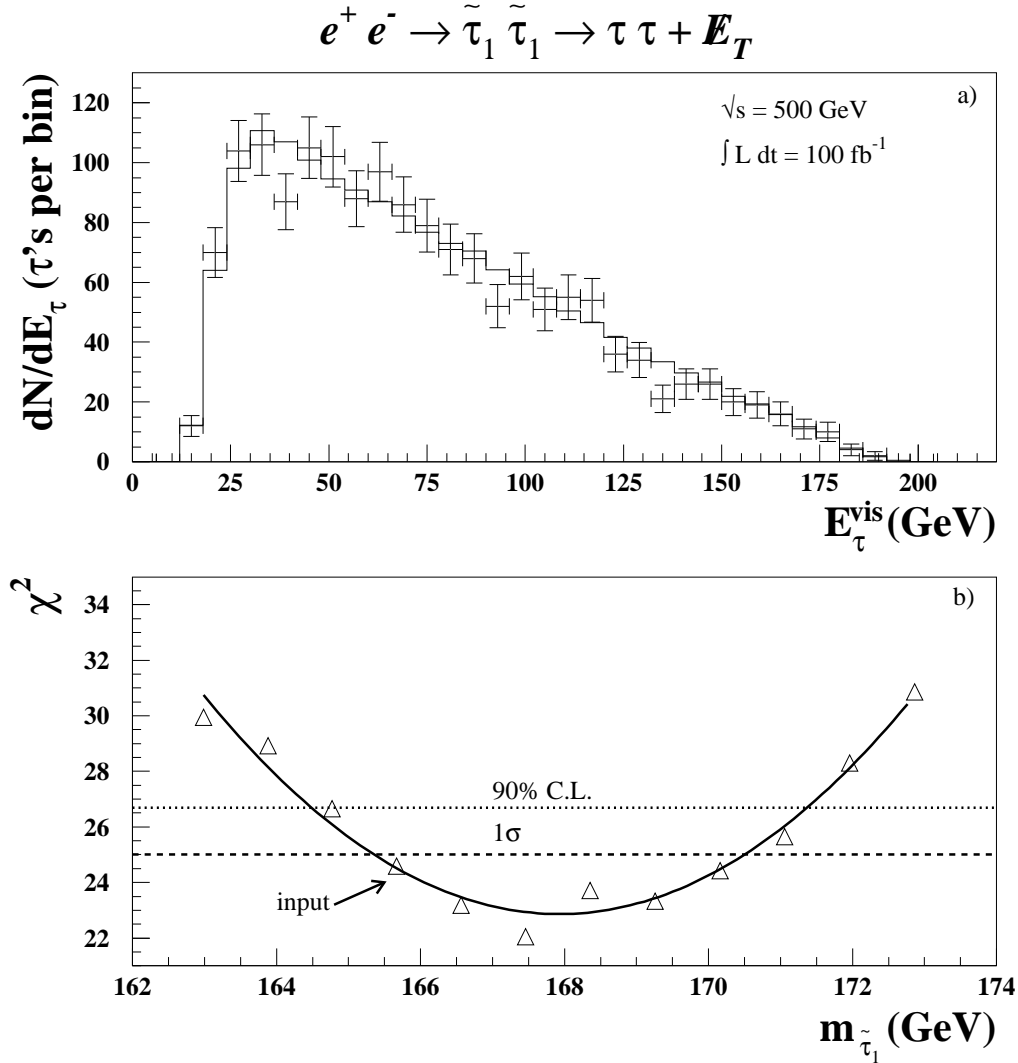 e⁺ e⁻ → τ̃₁ τ̃₁ → τ τ + E̸_T
a)
√s = 500 GeV
∫ L dt = 100 fb⁻¹
dN/dE_τ (τ's per bin)
120
100
80
60
40
20
0
0 25 50 75 100 125 150 175 200
E_τ^vis (GeV)
b)
χ²
34
32
30
28
26
24
22
90% C.L.
1σ
input
162 164 166 168 170 172 174
m_τ̃₁ (GeV)